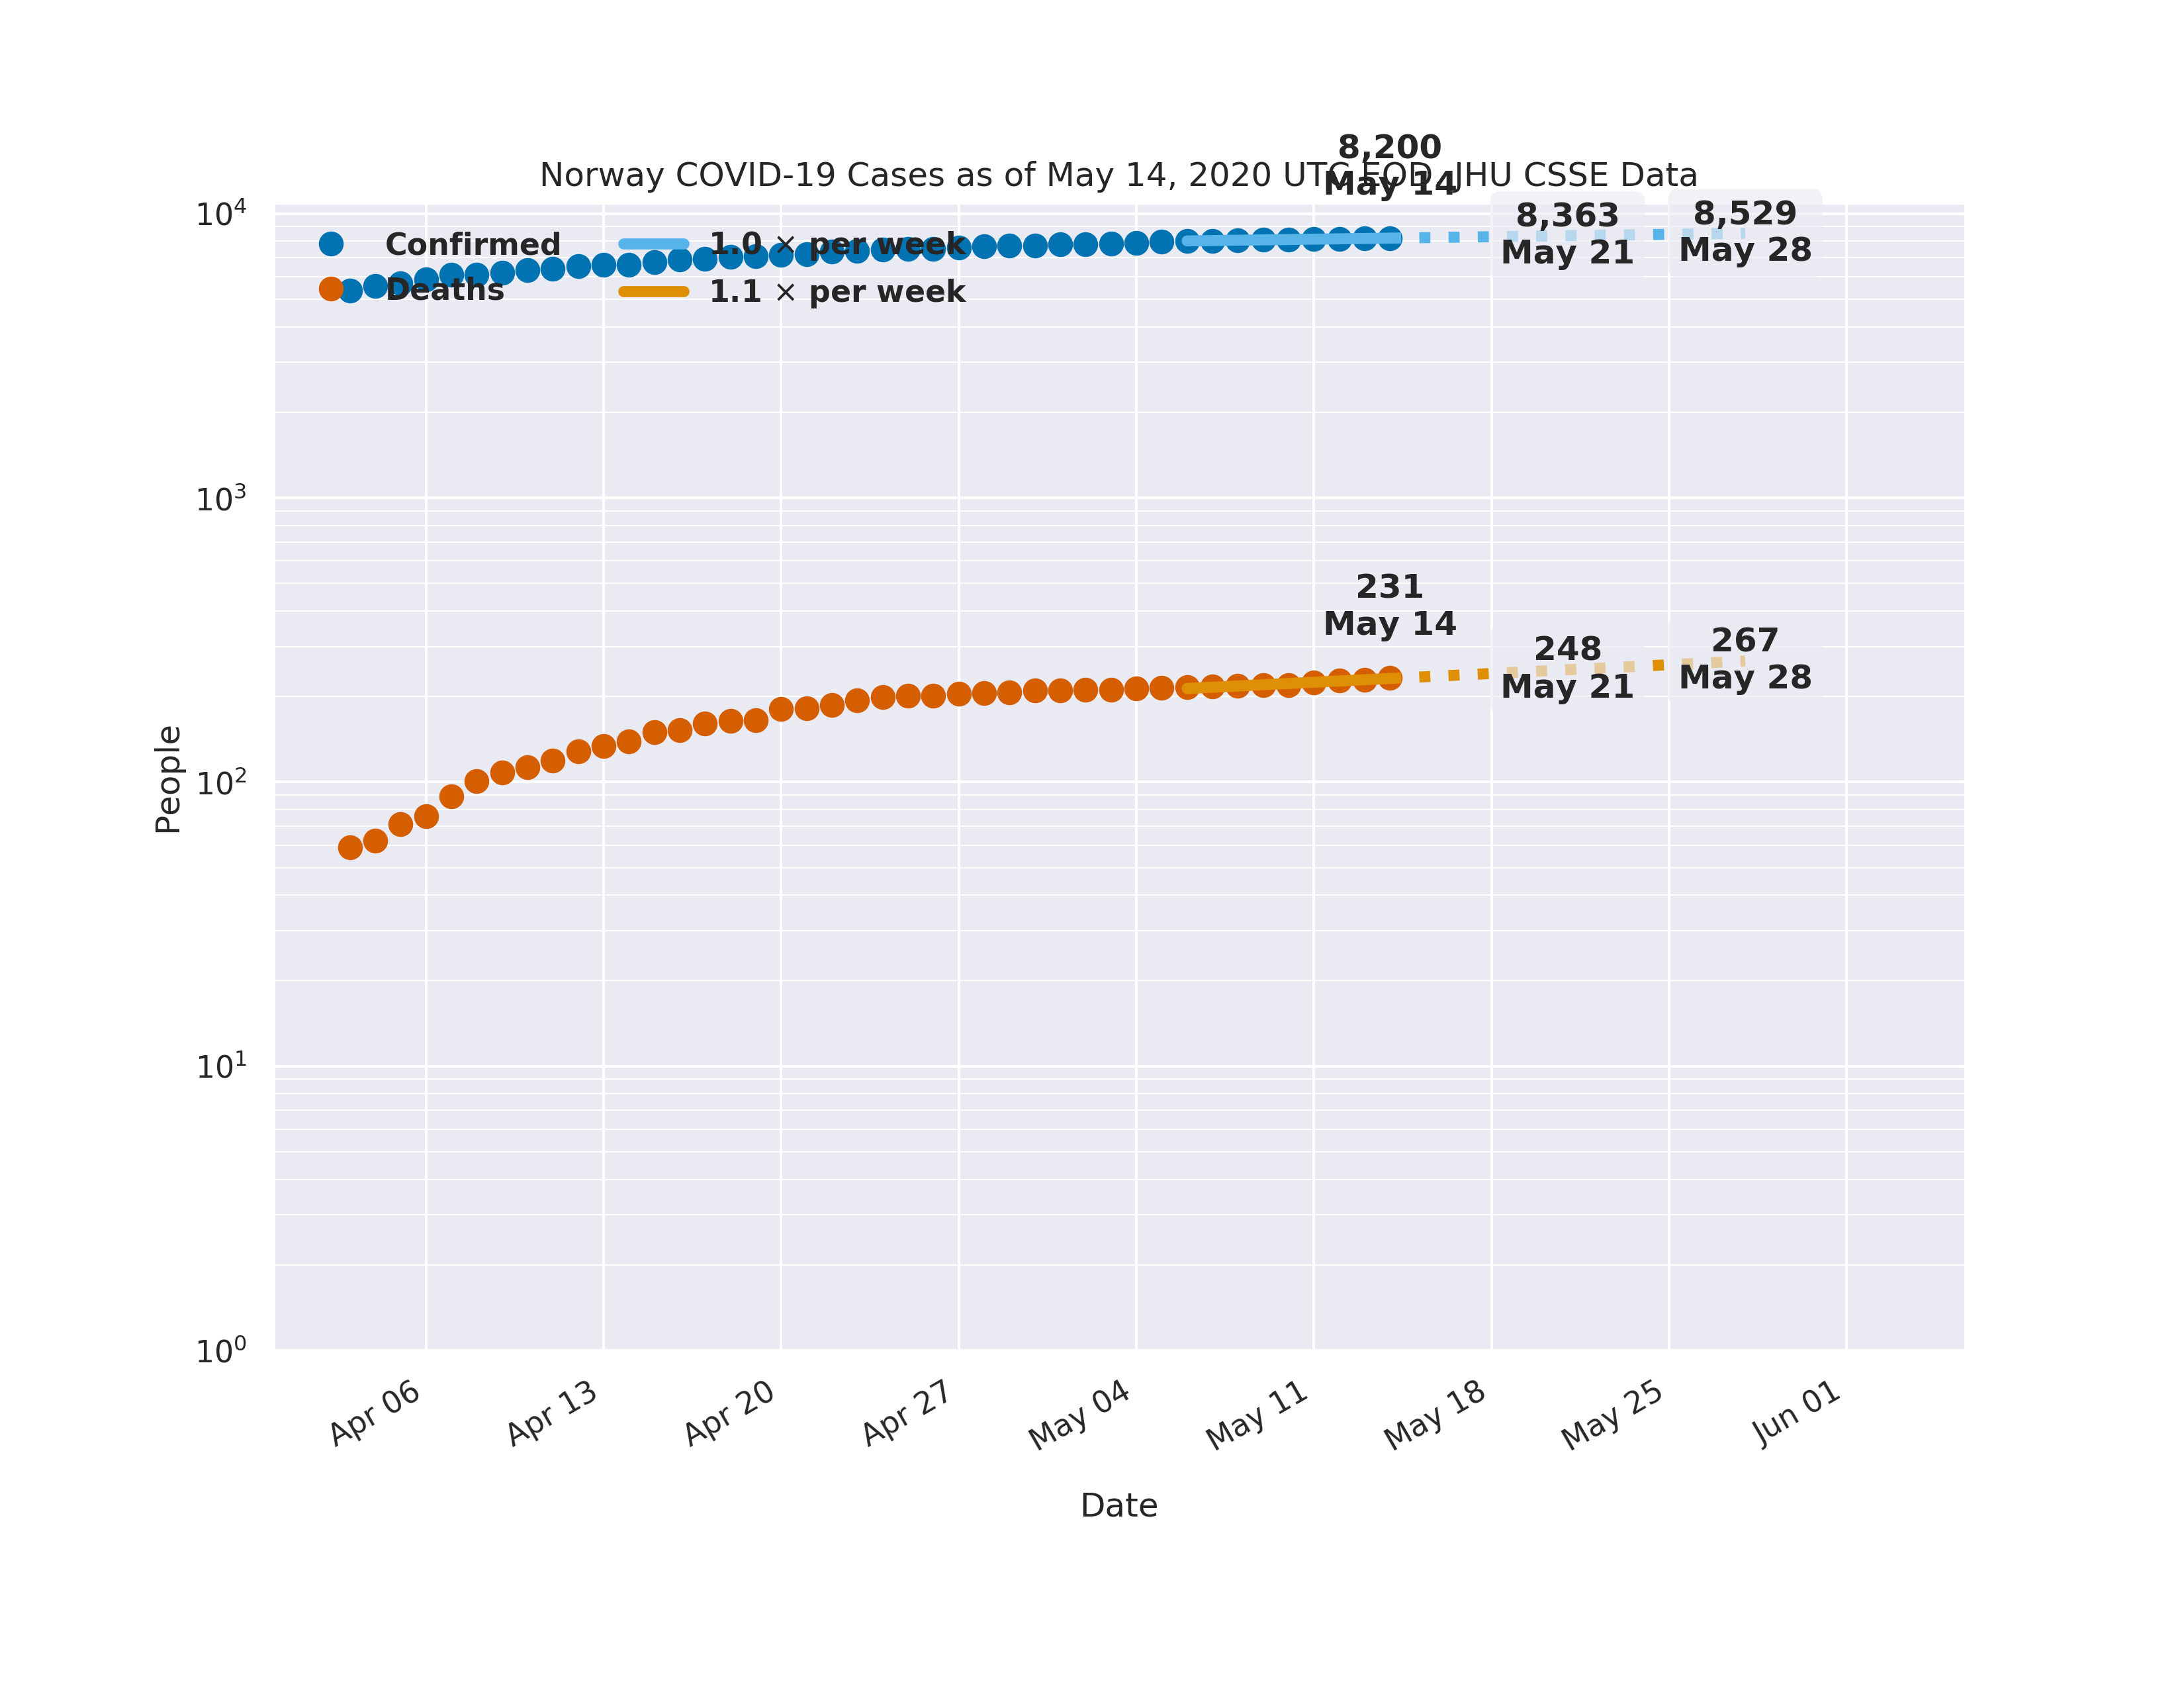 8,200
May 14
Norway COVID-19 Cases as of May 14, 2020 UTC EOD. JHU CSSE Data
8,363
May 21
8,529
May 28
Confirmed
Deaths
1.0 × per week
1.1 × per week
231
May 14
248
May 21
267
May 28
People
10⁴
10³
10²
10¹
10⁰
Apr 06
Apr 13
Apr 20
Apr 27
May 04
May 11
May 18
May 25
Jun 01
Date